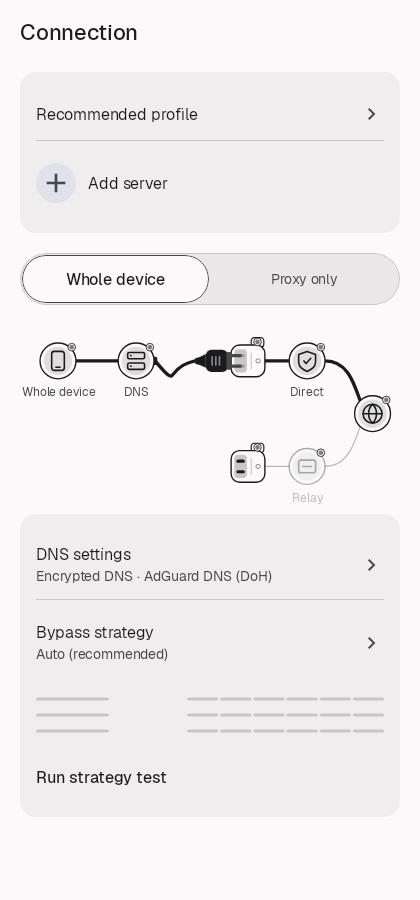 Connection
Recommended profile
Add server
Whole device
Proxy only
Whole device
DNS
Direct
Relay
DNS settings
Encrypted DNS · AdGuard DNS (DoH)
Bypass strategy
Auto (recommended)
Run strategy test